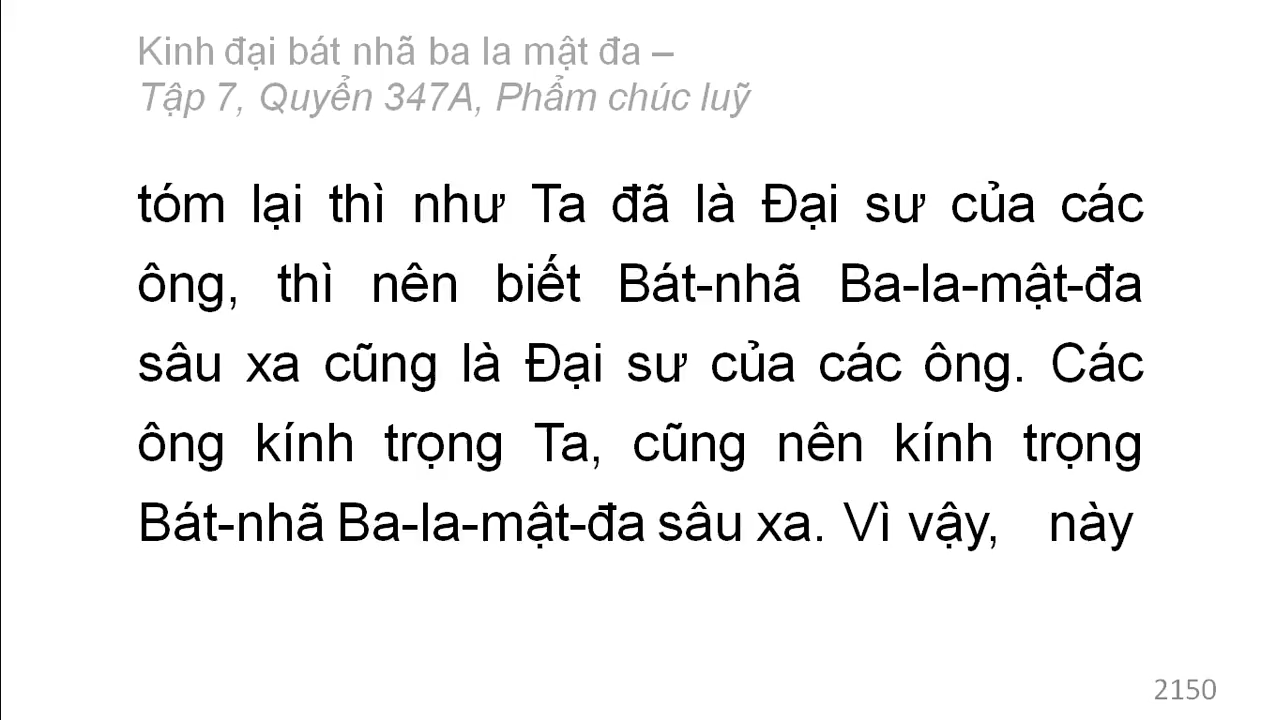 Kinh đại bát nhã ba la mật đa –
Tập 7, Quyển 347A, Phẩm chúc luỹ
tóm lại thì như Ta đã là Đại sư của các
ông, thì nên biết Bát-nhã Ba-la-mật-đa
sâu xa cũng là Đại sư của các ông. Các
ông kính trọng Ta, cũng nên kính trọng
Bát-nhã Ba-la-mật-đa sâu xa. Vì vậy, này
2150